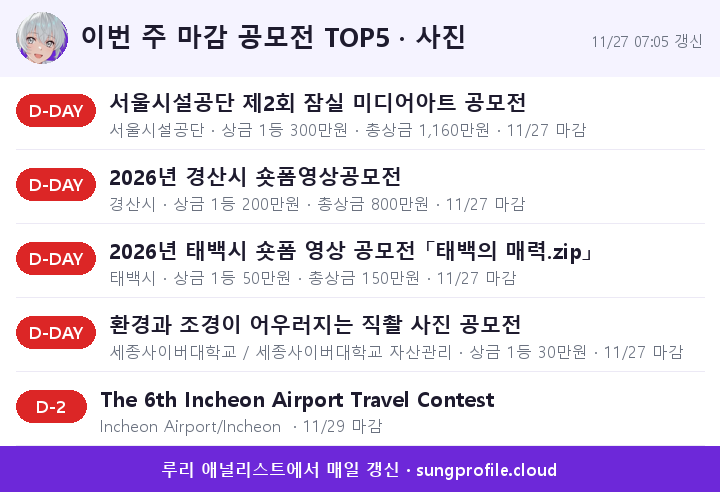 이번 주 마감 공모전 TOP5 · 사진
11/27 07:05 갱신
D-DAY
서울시설공단 제2회 잠실 미디어아트 공모전
서울시설공단 · 상금 1등 300만원 · 총상금 1,160만원 · 11/27 마감
D-DAY
2026년 경산시 숏폼영상공모전
경산시 · 상금 1등 200만원 · 총상금 800만원 · 11/27 마감
D-DAY
2026년 태백시 숏폼 영상 공모전 「태백의 매력.zip」
태백시 · 상금 1등 50만원 · 총상금 150만원 · 11/27 마감
D-DAY
환경과 조경이 어우러지는 직촬 사진 공모전
세종사이버대학교 / 세종사이버대학교 자산관리 · 상금 1등 30만원 · 11/27 마감
D-2
The 6th Incheon Airport Travel Contest
Incheon Airport/Incheon · 11/29 마감
루리 애널리스트에서 매일 갱신 · sungprofile.cloud